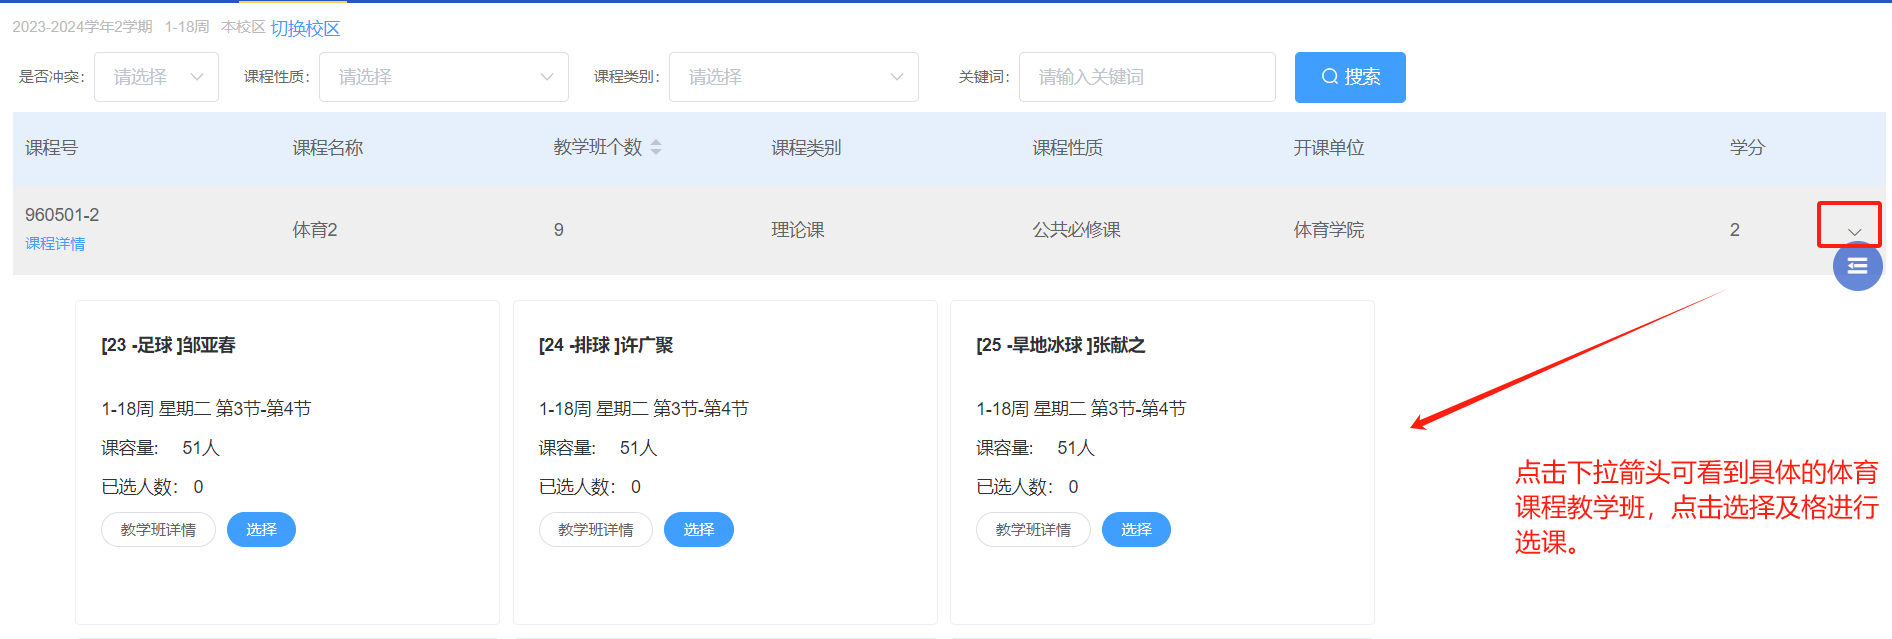 2023-2024学年2学期 1-18周 本校区 切换校区
是否冲突: 请选择 课程性质: 请选择 课程类别: 请选择 关键词: 请输入关键词 搜索
课程号 课程名称 教学班个数 课程类别 课程性质 开课单位 学分
960501-2
课程详情
体育2 9 理论课 公共必修课 体育学院 2
[23 -足球 ]邹亚春
1-18周 星期二 第3节-第4节
课容量: 51人
已选人数: 0
教学班详情 选择
[24 -排球 ]许广聚
1-18周 星期二 第3节-第4节
课容量: 51人
已选人数: 0
教学班详情 选择
[25 -旱地冰球 ]张献之
1-18周 星期二 第3节-第4节
课容量: 51人
已选人数: 0
教学班详情 选择
点击下拉箭头可看到具体的体育
课程教学班，点击选择及格进行
选课。